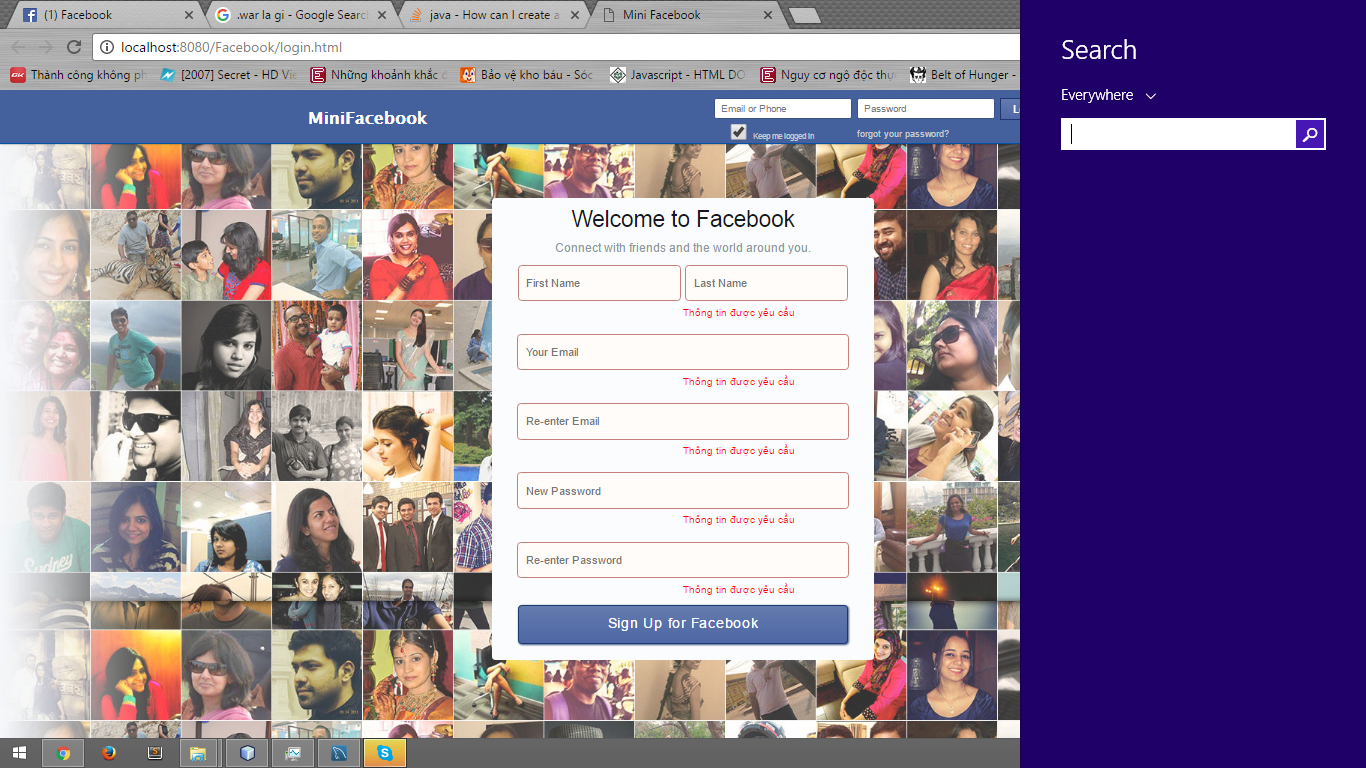 (1) Facebook
.war la gi - Google Searc
java - How can I create a
Mini Facebook
localhost:8080/Facebook/login.html
Thành công không ph
[2007] Secret - HD Vie
Những khoảnh khắc đ
Bảo vệ kho báu - Sóc
Javascript - HTML DO
Nguy cơ ngộ độc thu
Belt of Hunger -
MiniFacebook
Email or Phone
Password
Keep me logged in
forgot your password?
Welcome to Facebook
Connect with friends and the world around you.
First Name
Last Name
Thông tin được yêu cầu
Your Email
Thông tin được yêu cầu
Re-enter Email
Thông tin được yêu cầu
New Password
Thông tin được yêu cầu
Re-enter Password
Thông tin được yêu cầu
Sign Up for Facebook
Search
Everywhere